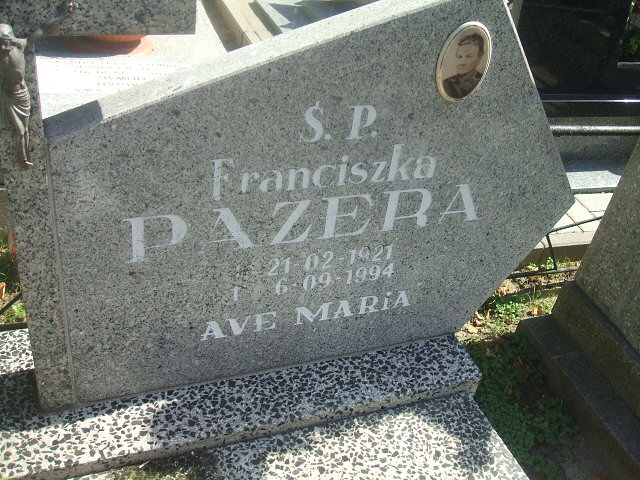 Ś. P.
Franciszka
PAZERA
21-02-1921
6-09-1994
AVE MARiA